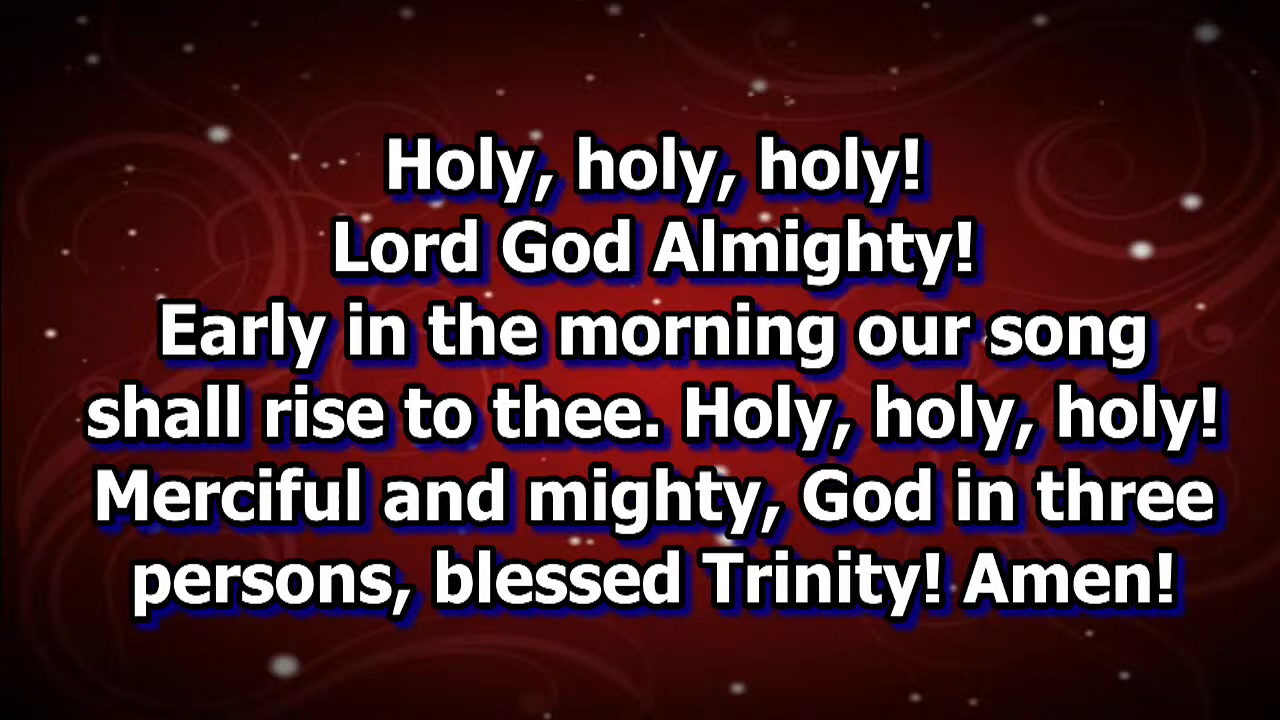 Holy, holy, holy!
Lord God Almighty!
Early in the morning our song
shall rise to thee. Holy, holy, holy!
Merciful and mighty, God in three
persons, blessed Trinity! Amen!